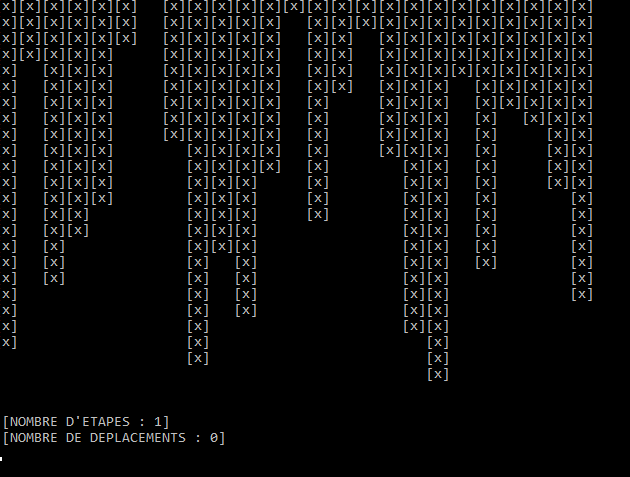 x][x][x][x][x][x]   [x][x][x][x][x][x][x][x][x][x][x][x][x][x][x][x][x][x]
x][x][x][x][x][x]   [x][x][x][x][x]   [x][x][x][x][x][x][x][x][x][x][x][x]
x][x][x][x][x][x]   [x][x][x][x][x]   [x][x]   [x][x][x][x][x][x][x][x][x]
x][x][x][x][x]      [x][x][x][x][x]   [x][x]   [x][x][x][x][x][x][x][x][x]
x]   [x][x][x]      [x][x][x][x][x]   [x][x]   [x][x][x][x][x][x][x][x][x]
x]   [x][x][x]      [x][x][x][x][x]   [x][x]   [x][x][x]   [x][x][x][x][x]
x]   [x][x][x]      [x][x][x][x][x]   [x]      [x][x][x]   [x][x][x][x][x]
x]   [x][x][x]      [x][x][x][x][x]   [x]      [x][x][x]   [x]   [x][x][x]
x]   [x][x][x]      [x][x][x][x][x]   [x]      [x][x][x]   [x]      [x][x]
x]   [x][x][x]         [x][x][x][x]   [x]      [x][x][x]   [x]      [x][x]
x]   [x][x][x]         [x][x][x][x]   [x]         [x][x]   [x]      [x][x]
x]   [x][x][x]         [x][x][x]      [x]         [x][x]   [x]      [x][x]
x]   [x][x][x]         [x][x][x]      [x]         [x][x]   [x]         [x]
x]   [x][x]            [x][x][x]      [x]         [x][x]   [x]         [x]
x]   [x][x]            [x][x][x]                  [x][x]   [x]         [x]
x]   [x]               [x][x][x]                  [x][x]   [x]         [x]
x]   [x]               [x]   [x]                  [x][x]   [x]         [x]
x]   [x]               [x]   [x]                  [x][x]               [x]
x]                     [x]   [x]                  [x][x]               [x]
x]                     [x]   [x]                  [x][x]
x]                     [x]                        [x][x]
x]                     [x]                           [x]
                       [x]                           [x]
                                                     [x]
[NOMBRE D'ETAPES : 1]
[NOMBRE DE DEPLACEMENTS : 0]